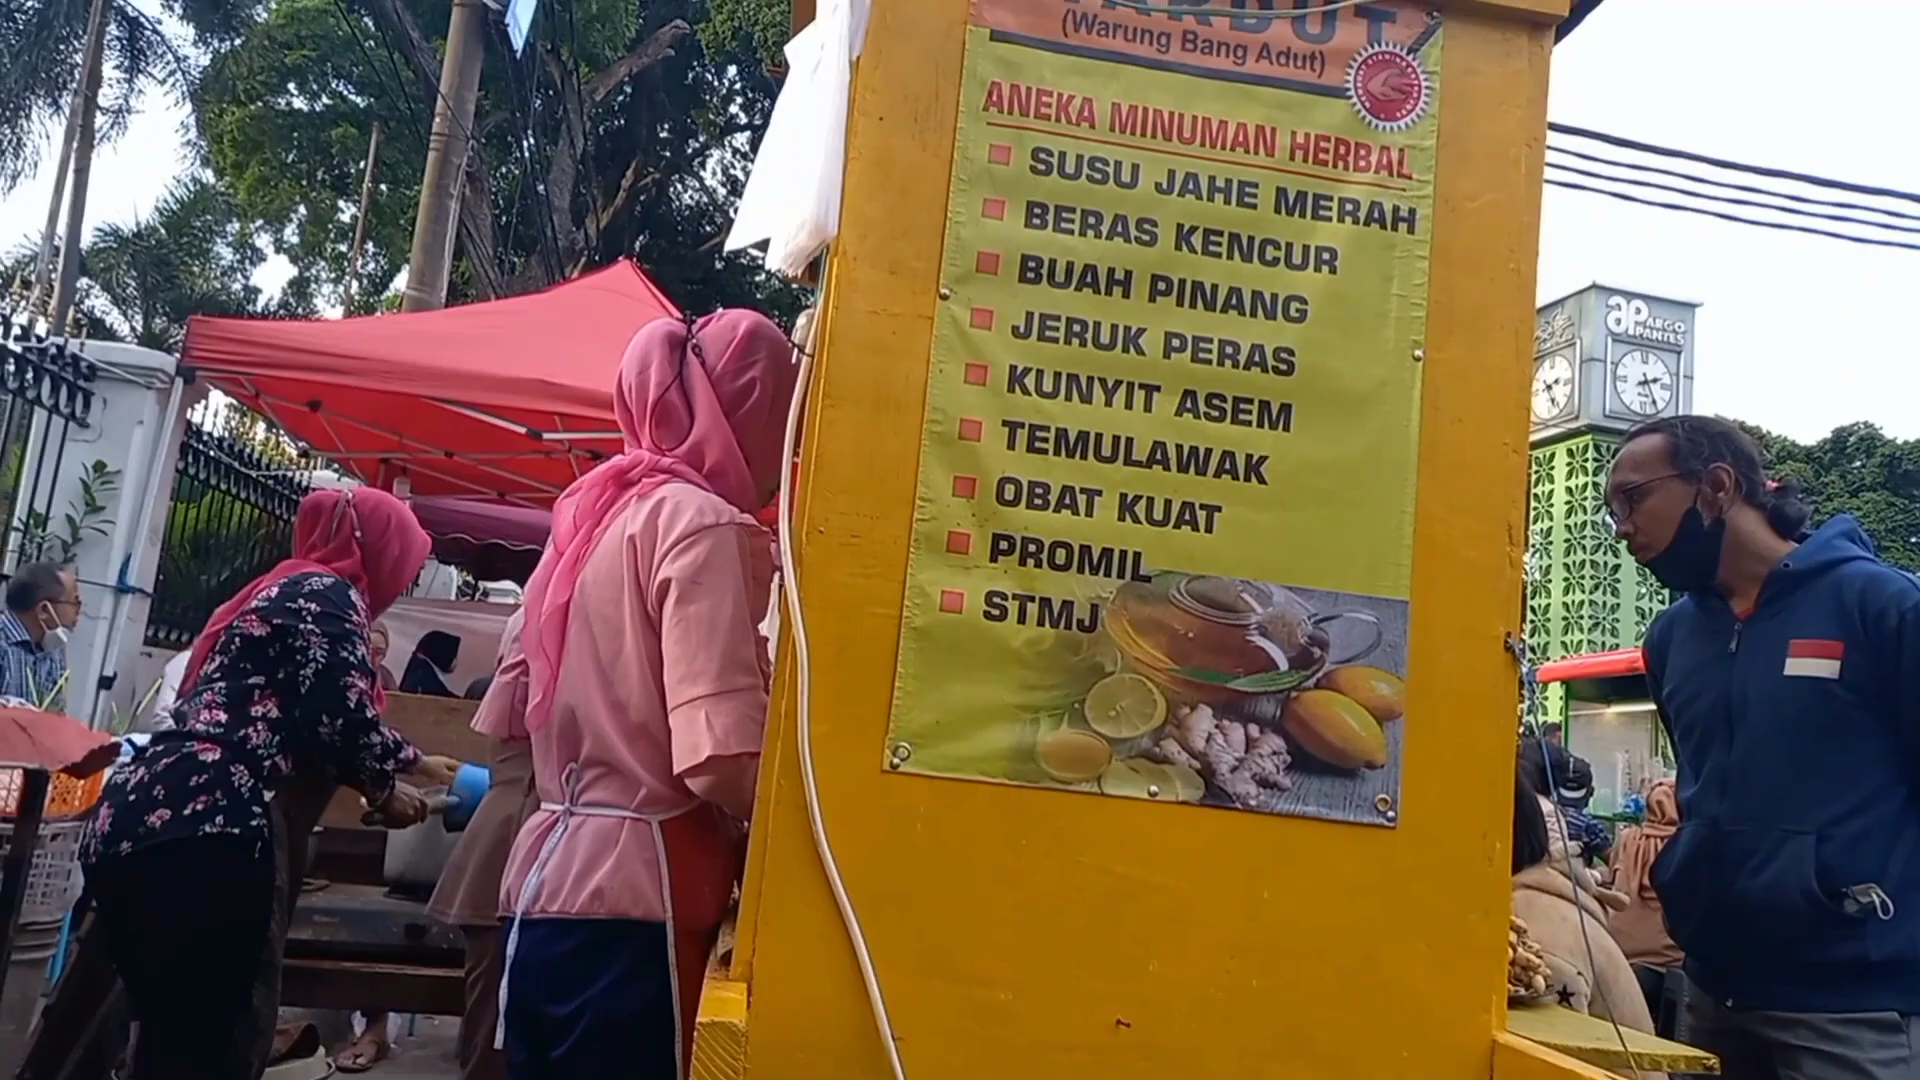 (Warung Bang Adut)
ANEKA MINUMAN HERBAL
SUSU JAHE MERAH
BERAS KENCUR
BUAH PINANG
JERUK PERAS
KUNYIT ASEM
TEMULAWAK
OBAT KUAT
PROMIL
STMJ
aP ARGO
PANTES